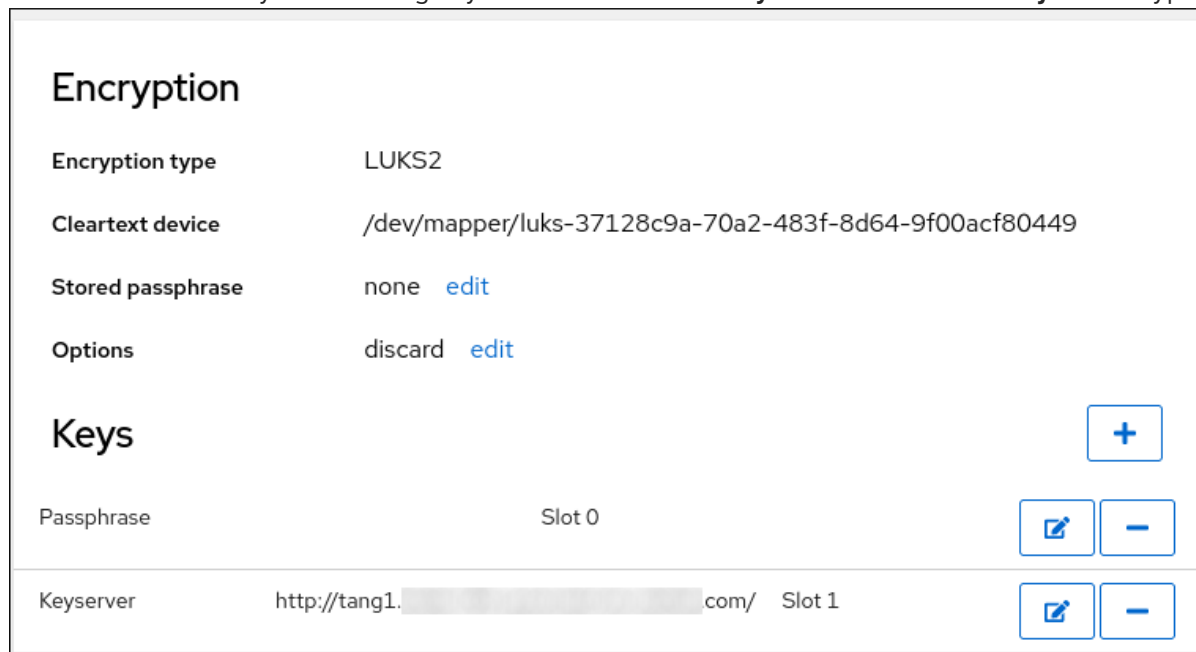 Encryption
Encryption type LUKS2
Cleartext device /dev/mapper/luks-37128c9a-70a2-483f-8d64-9f00acf80449
Stored passphrase none edit
Options discard edit
Keys +
Passphrase Slot 0 −
Keyserver http://tang1. .com/ Slot 1 −